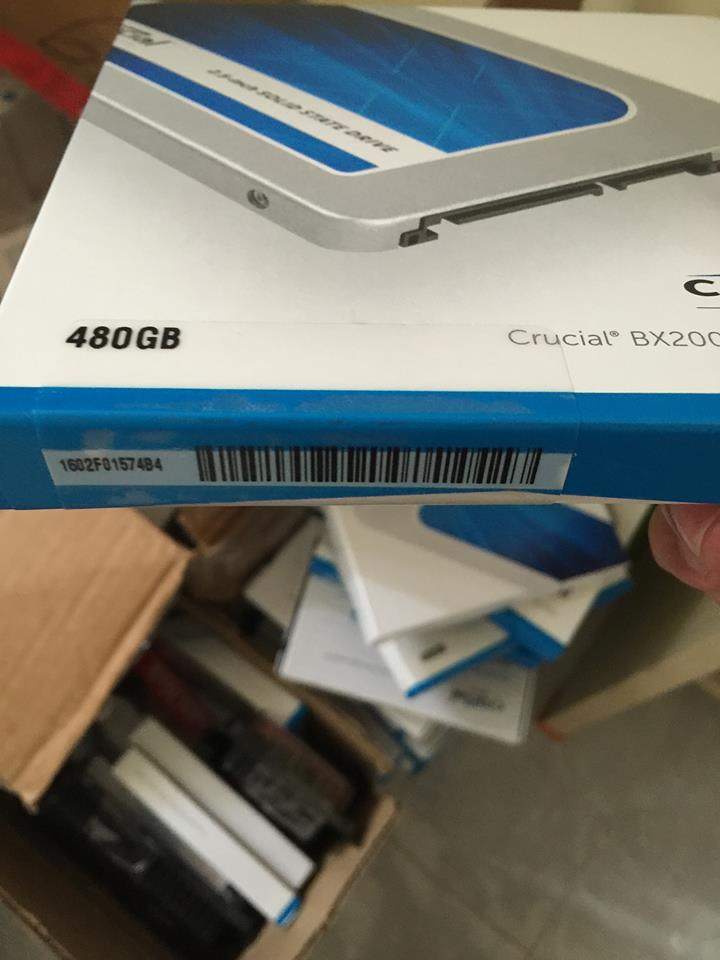 2.5-inch SOLID STATE DRIVE
480GB
Crucial® BX200
1602F01574B4